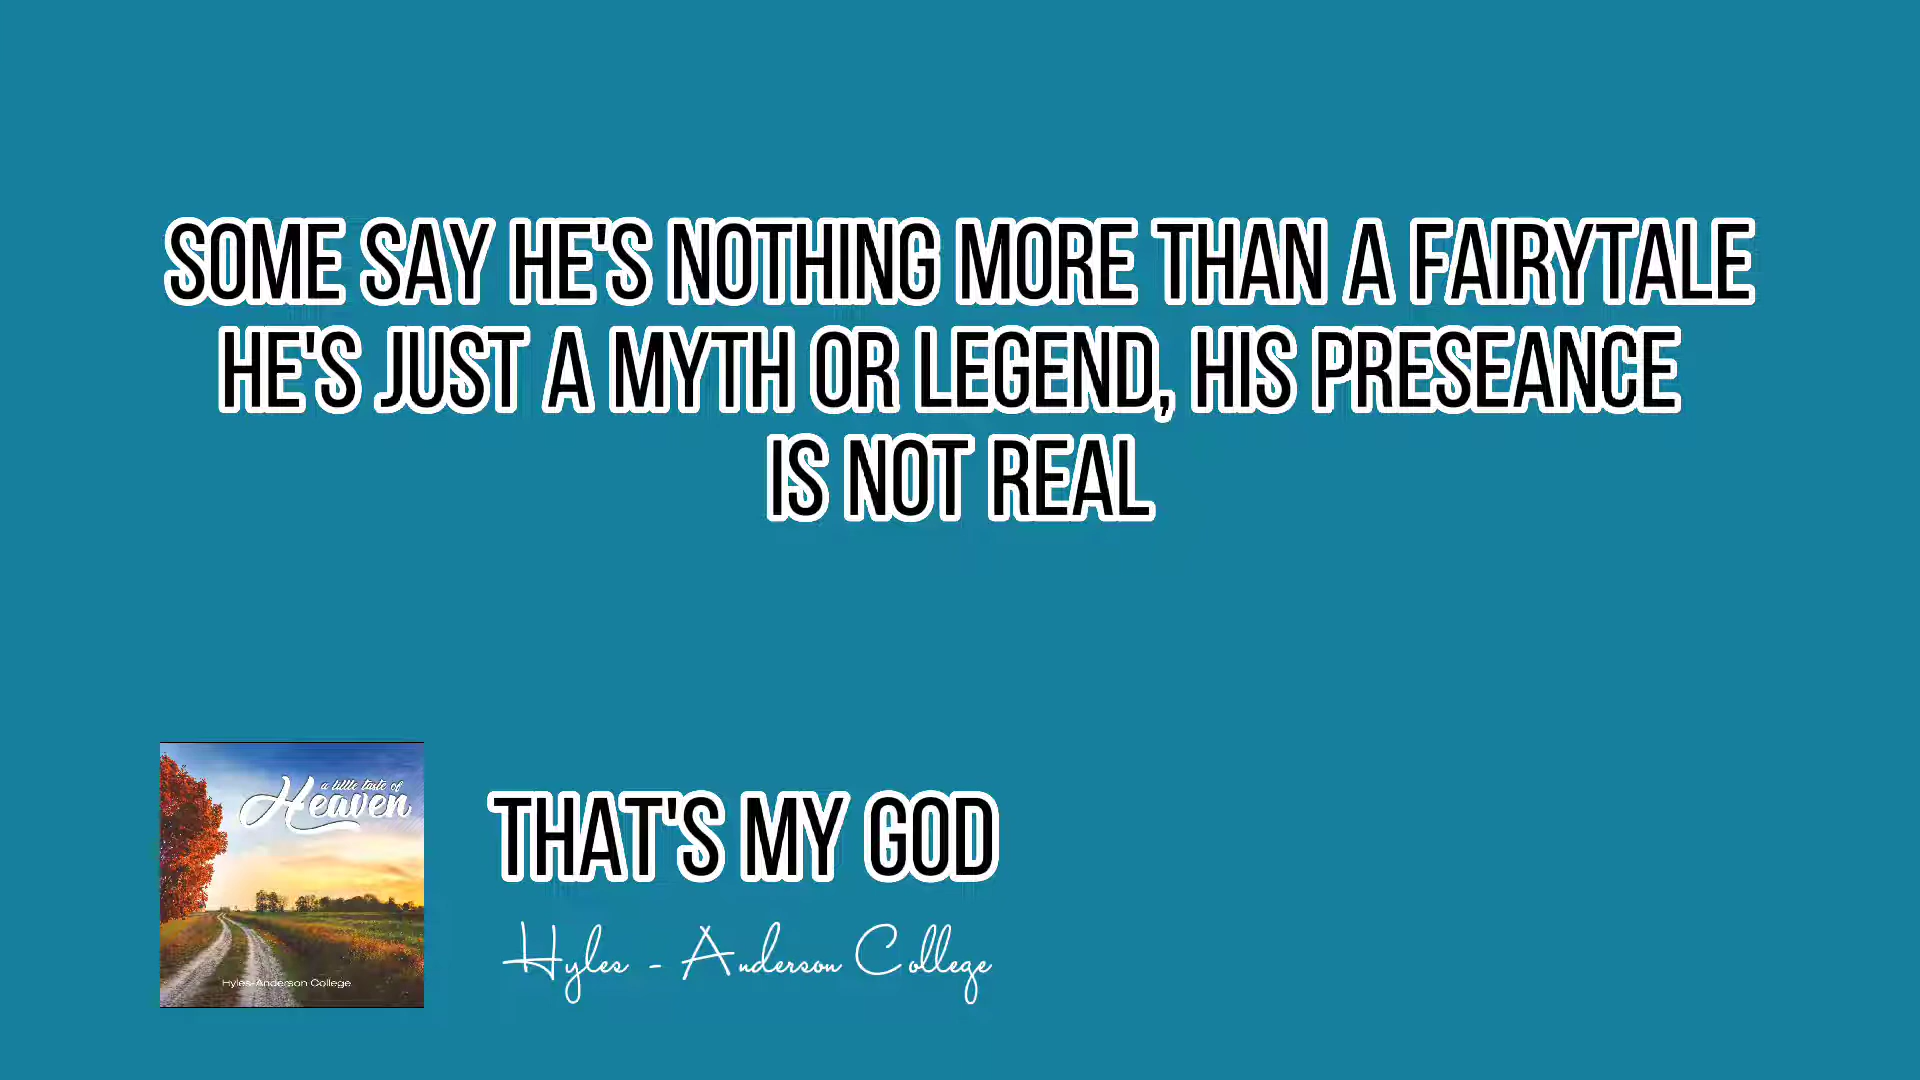 SOME SAY HE'S NOTHING MORE THAN A FAIRYTALE
HE'S JUST A MYTH OR LEGEND, HIS PRESEANCE
IS NOT REAL
a little taste of
Heaven
Hyles-Anderson College
THAT'S MY GOD
Hyles - Anderson College